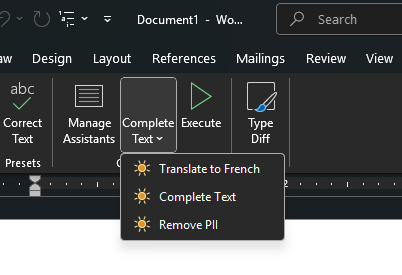 Document1 - Wo...
Search
aw Design Layout References Mailings Review View
abc
Correct Text
Manage Assistants
Complete Text
Execute
Type Diff
Presets
C
2
Translate to French
Complete Text
Remove PII